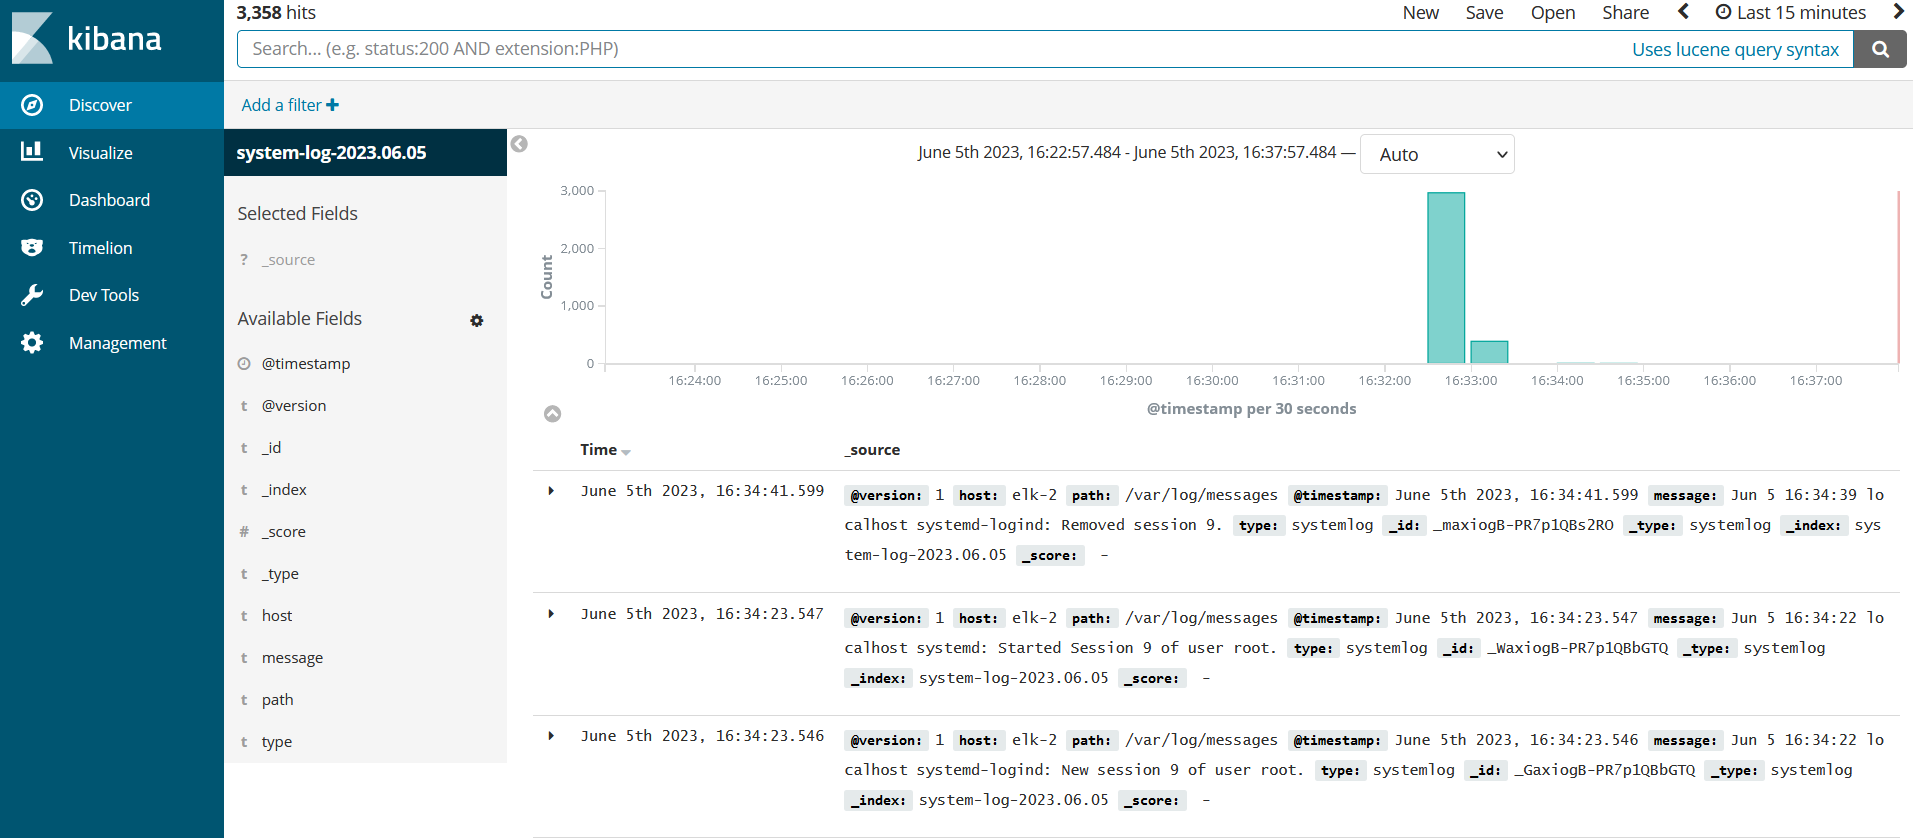 kibana
Discover
Visualize
Dashboard
Timelion
Dev Tools
Management
3,358 hits
New Save Open Share Last 15 minutes
Search... (e.g. status:200 AND extension:PHP) Uses lucene query syntax
Add a filter +
system-log-2023.06.05
Selected Fields
? _source
Available Fields
@timestamp
t @version
t _id
t _index
# _score
t _type
t host
t message
t path
t type
June 5th 2023, 16:22:57.484 - June 5th 2023, 16:37:57.484 — Auto
Count
3,000
2,000
1,000
0
16:24:00 16:25:00 16:26:00 16:27:00 16:28:00 16:29:00 16:30:00 16:31:00 16:32:00 16:33:00 16:34:00 16:35:00 16:36:00 16:37:00
@timestamp per 30 seconds
Time _source
June 5th 2023, 16:34:41.599 @version: 1 host: elk-2 path: /var/log/messages @timestamp: June 5th 2023, 16:34:41.599 message: Jun 5 16:34:39 lo
calhost systemd-logind: Removed session 9. type: systemlog _id: _maxiogB-PR7p1QBs2RO _type: systemlog _index: sys
tem-log-2023.06.05 _score: -
June 5th 2023, 16:34:23.547 @version: 1 host: elk-2 path: /var/log/messages @timestamp: June 5th 2023, 16:34:23.547 message: Jun 5 16:34:22 lo
calhost systemd: Started Session 9 of user root. type: systemlog _id: _WaxiogB-PR7p1QBbGTQ _type: systemlog
_index: system-log-2023.06.05 _score: -
June 5th 2023, 16:34:23.546 @version: 1 host: elk-2 path: /var/log/messages @timestamp: June 5th 2023, 16:34:23.546 message: Jun 5 16:34:22 lo
calhost systemd-logind: New session 9 of user root. type: systemlog _id: _GaxiogB-PR7p1QBbGTQ _type: systemlog
_index: system-log-2023.06.05 _score: -